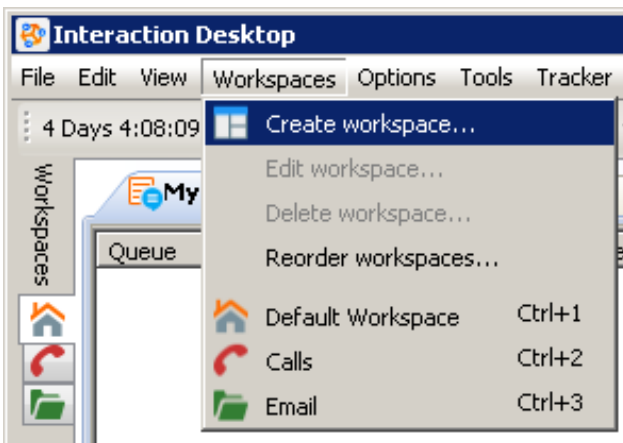 Interaction Desktop
File Edit View Workspaces Options Tools Tracker
4 Days 4:08:09
Create workspace...
Workspaces
Edit workspace...
My
Delete workspace...
Queue
Reorder workspaces...
Default Workspace Ctrl+1
Calls Ctrl+2
Email Ctrl+3